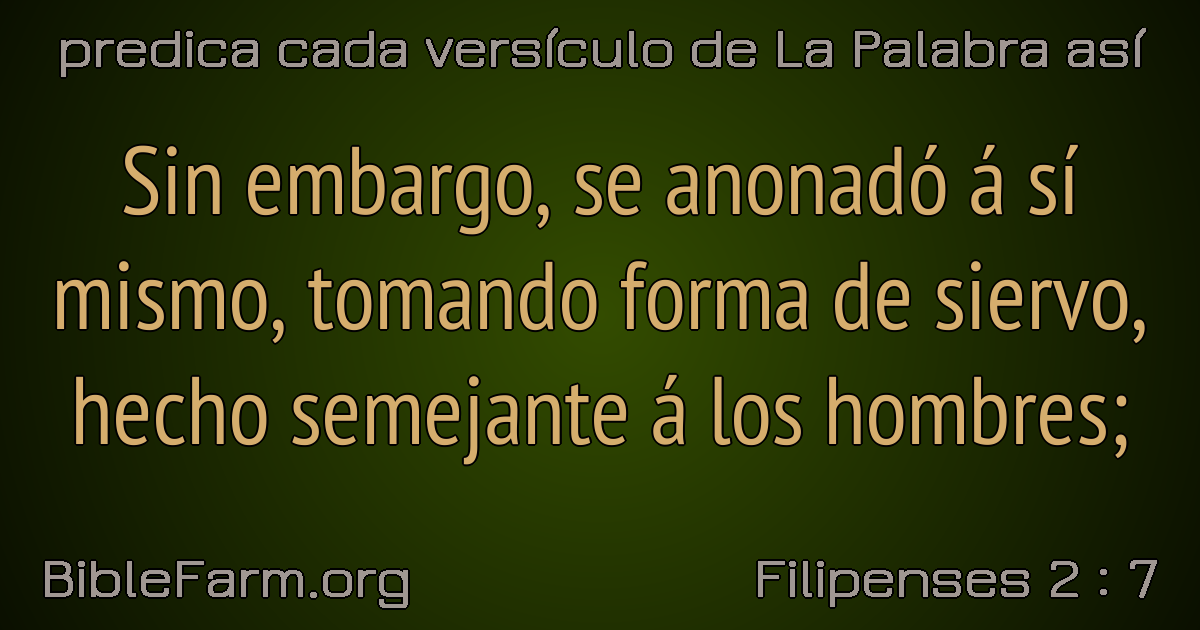 predica cada versículo de La Palabra así
Sin embargo, se anonadó á sí
mismo, tomando forma de siervo,
hecho semejante á los hombres;
BibleFarm.org
Filipenses 2 : 7